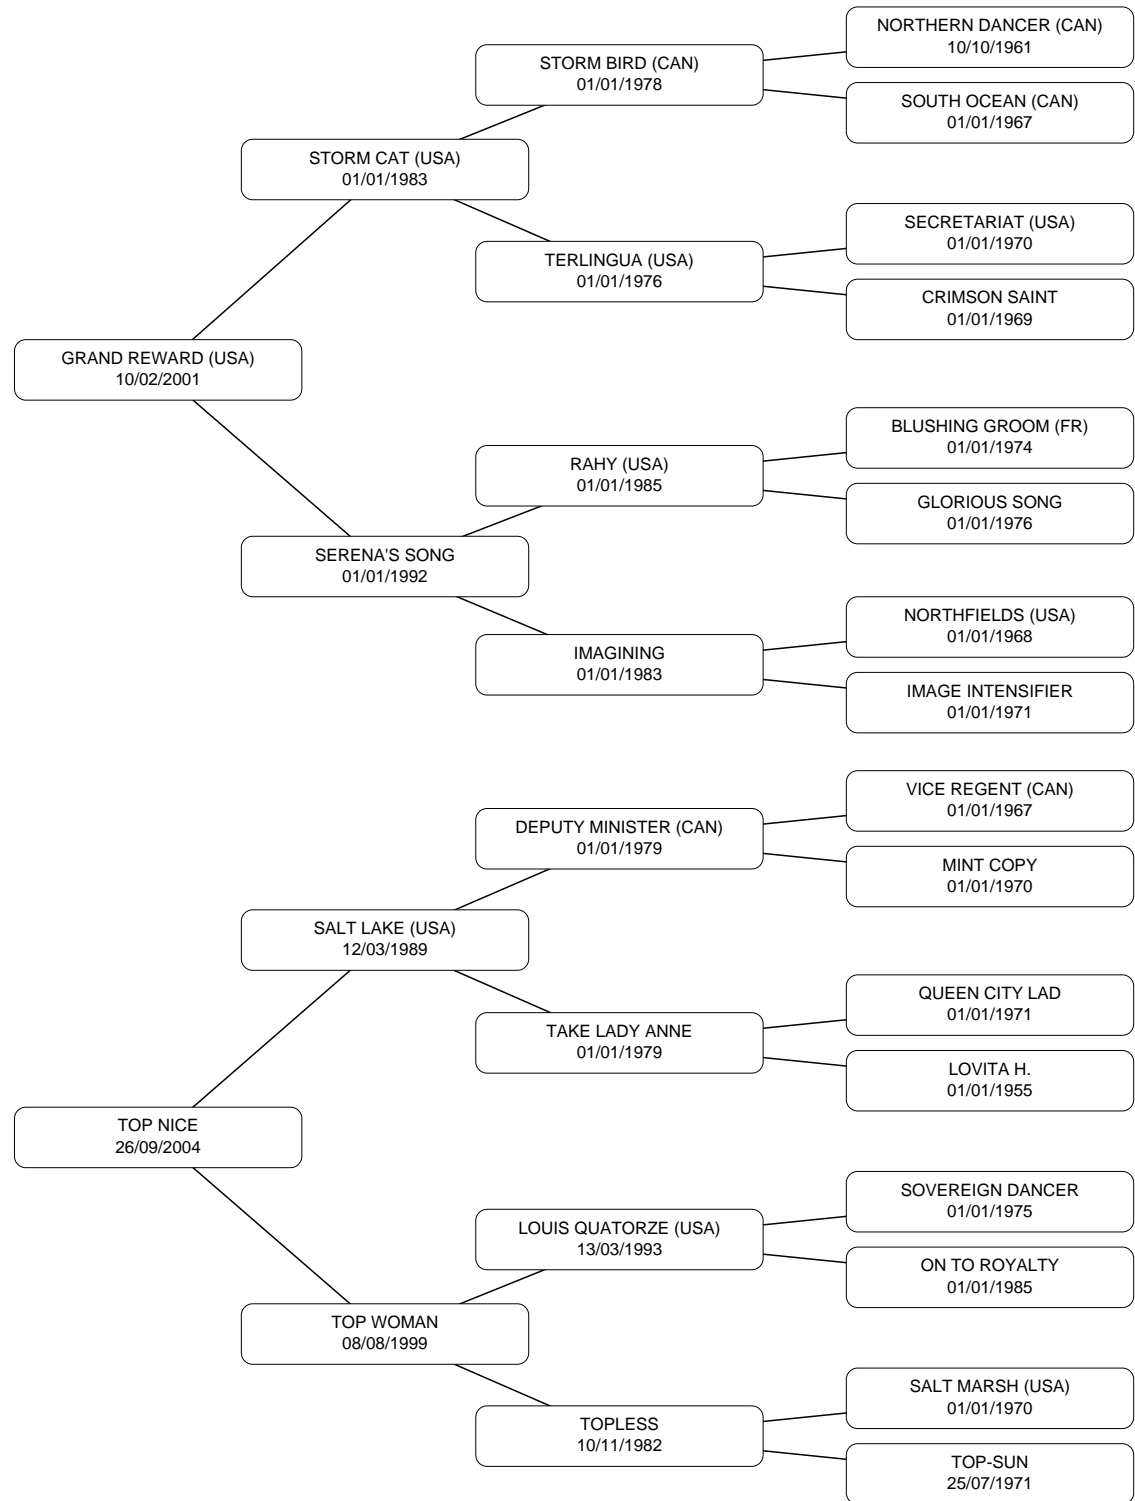 NORTHERN DANCER (CAN)
10/10/1961
STORM BIRD (CAN)
01/01/1978
SOUTH OCEAN (CAN)
01/01/1967
STORM CAT (USA)
01/01/1983
SECRETARIAT (USA)
01/01/1970
TERLINGUA (USA)
01/01/1976
CRIMSON SAINT
01/01/1969
GRAND REWARD (USA)
10/02/2001
BLUSHING GROOM (FR)
01/01/1974
RAHY (USA)
01/01/1985
GLORIOUS SONG
01/01/1976
SERENA'S SONG
01/01/1992
NORTHFIELDS (USA)
01/01/1968
IMAGINING
01/01/1983
IMAGE INTENSIFIER
01/01/1971
VICE REGENT (CAN)
01/01/1967
DEPUTY MINISTER (CAN)
01/01/1979
MINT COPY
01/01/1970
SALT LAKE (USA)
12/03/1989
QUEEN CITY LAD
01/01/1971
TAKE LADY ANNE
01/01/1979
LOVITA H.
01/01/1955
TOP NICE
26/09/2004
SOVEREIGN DANCER
01/01/1975
LOUIS QUATORZE (USA)
13/03/1993
ON TO ROYALTY
01/01/1985
TOP WOMAN
08/08/1999
SALT MARSH (USA)
01/01/1970
TOPLESS
10/11/1982
TOP-SUN
25/07/1971